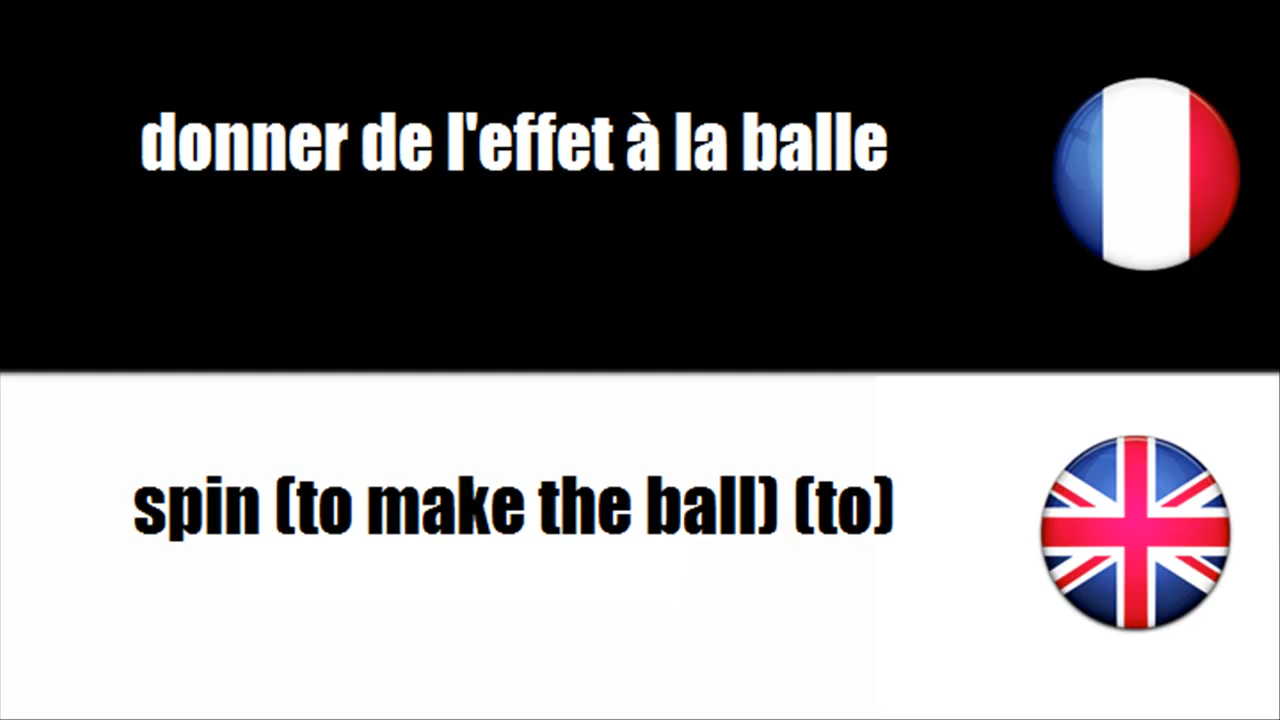 donner de l'effet à la balle
spin (to make the ball) (to)